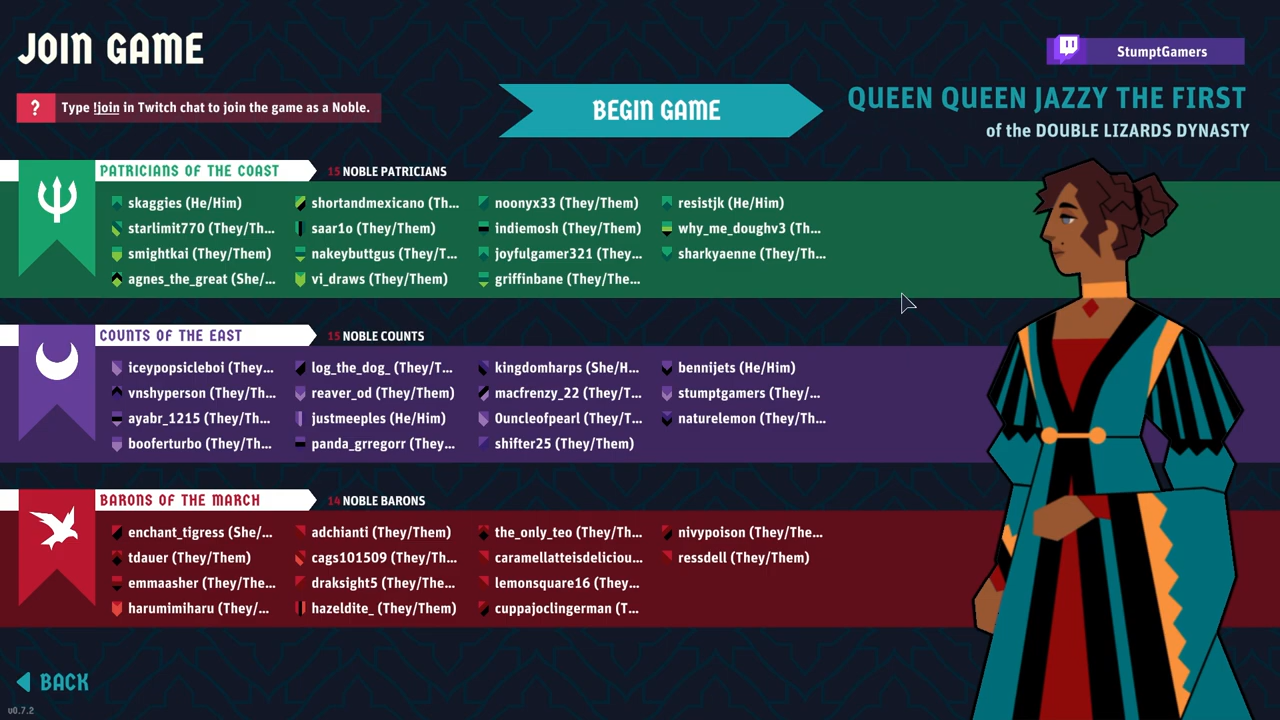 JOIN GAME
StumptGamers
? Type !join in Twitch chat to join the game as a Noble.
BEGIN GAME
QUEEN QUEEN JAZZY THE FIRST
of the DOUBLE LIZARDS DYNASTY
PATRICIANS OF THE COAST 15 NOBLE PATRICIANS
skaggies (He/Him) shortandmexicano (Th... noonyx33 (They/Them) resistjk (He/Him)
starlimit770 (They/Th... saar1o (They/Them) indiemosh (They/Them) why_me_doughv3 (Th...
smightkai (They/Them) nakeybuttgus (They/T... joyfulgamer321 (They... sharkyaenne (They/Th...
agnes_the_great (She/... vi_draws (They/Them) griffinbane (They/The...
COUNTS OF THE EAST 15 NOBLE COUNTS
iceypopsicleboi (They... log_the_dog_ (They/T... kingdomharps (She/H... bennijets (He/Him)
vnshyperson (They/Th... reaver_od (They/Them) macfrenzy_22 (They/T... stumptgamers (They/...
ayabr_1215 (They/Th... justmeeples (He/Him) 0uncleofpearl (They/T... naturelemon (They/Th...
booferturbo (They/Th... panda_grregorr (They... shifter25 (They/Them)
BARONS OF THE MARCH 14 NOBLE BARONS
enchant_tigress (She/... adchianti (They/Them) the_only_teo (They/Th... nivypoison (They/The...
tdauer (They/Them) cags101509 (They/Th... caramellatteisdeliciou... ressdell (They/Them)
emmaasher (They/The... draksight5 (They/The... lemonsquare16 (They...
harumimiharu (They/... hazeldite_ (They/Them) cuppajoclingerman (T...
BACK
v0.7.2